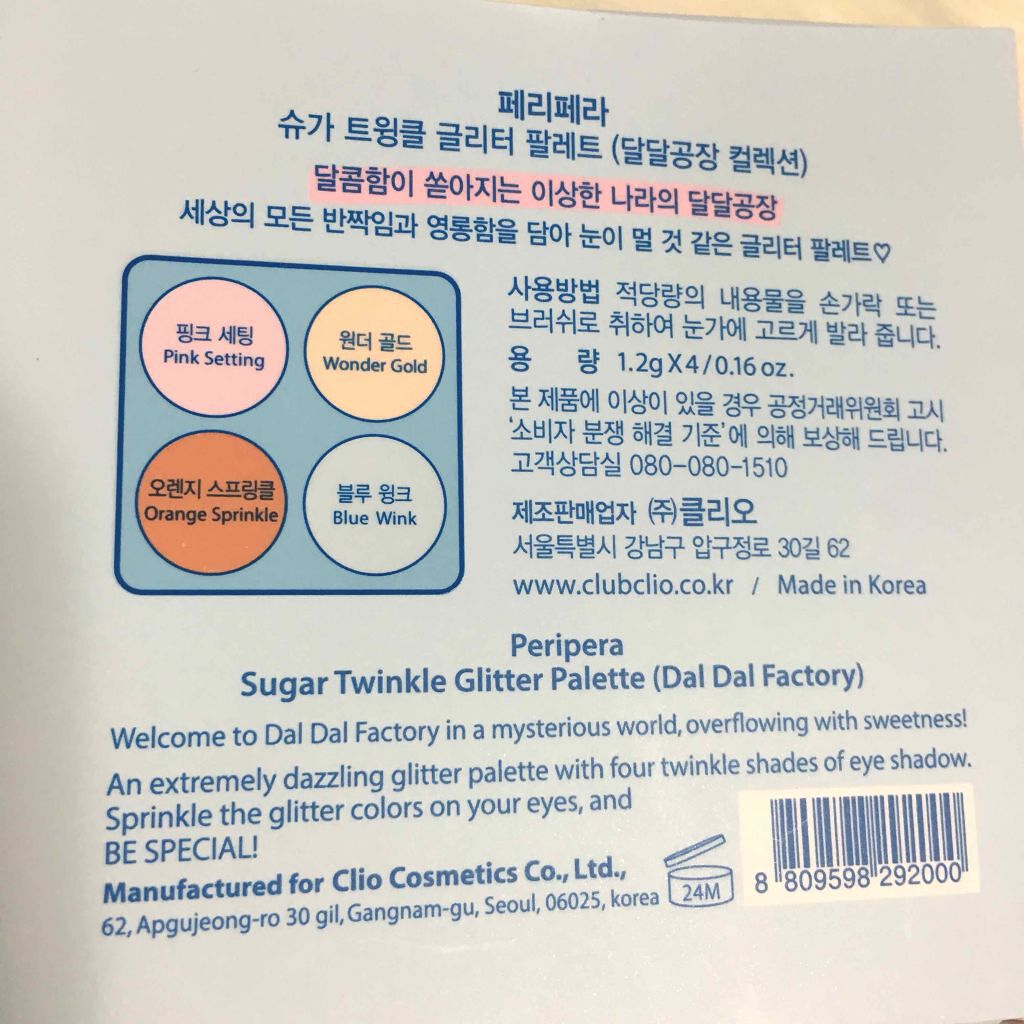 페리페라
슈가 트윙클 글리터 팔레트 (달달공장 컬렉션)
달콤함이 쏟아지는 이상한 나라의 달달공장
세상의 모든 반짝임과 영롱함을 담아 눈이 멀 것 같은 글리터 팔레트♡
핑크 세팅
Pink Setting
원더 골드
Wonder Gold
오렌지 스프링클
Orange Sprinkle
블루 윙크
Blue Wink
사용방법 적당량의 내용물을 손가락 또는
브러쉬로 취하여 눈가에 고르게 발라 줍니다.
용 량 1.2g X 4 / 0.16 oz.
본 제품에 이상이 있을 경우 공정거래위원회 고시
'소비자 분쟁 해결 기준'에 의해 보상해 드립니다.
고객상담실 080-080-1510
제조판매업자 ㈜클리오
서울특별시 강남구 압구정로 30길 62
www.clubclio.co.kr / Made in Korea
Peripera
Sugar Twinkle Glitter Palette (Dal Dal Factory)
Welcome to Dal Dal Factory in a mysterious world, overflowing with sweetness!
An extremely dazzling glitter palette with four twinkle shades of eye shadow.
Sprinkle the glitter colors on your eyes, and
BE SPECIAL!
Manufactured for Clio Cosmetics Co., Ltd.,
62, Apgujeong-ro 30 gil, Gangnam-gu, Seoul, 06025, korea
24M
8 809598 292000